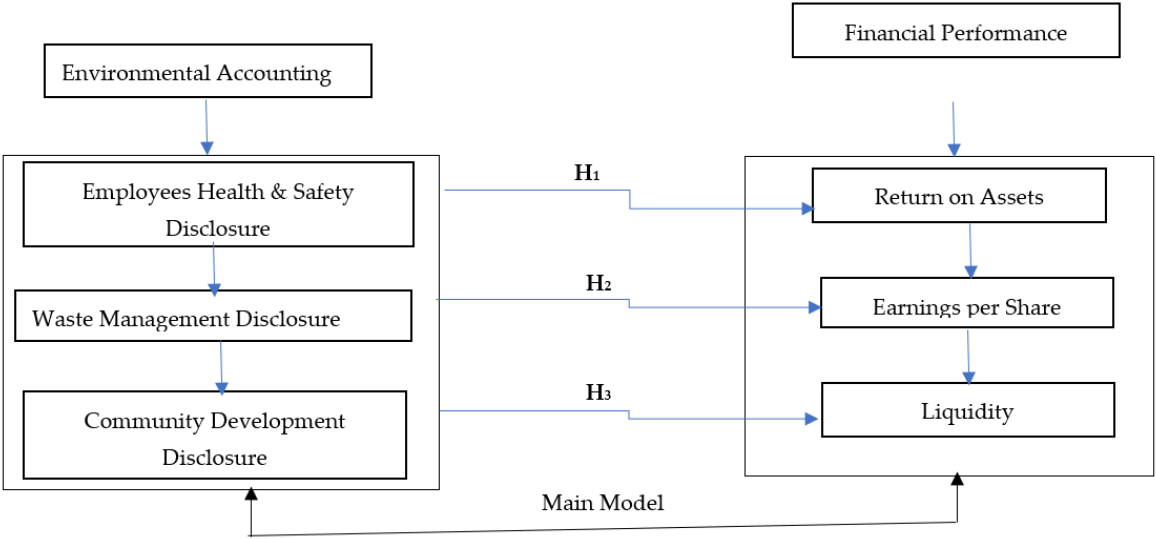 Financial Performance
Environmental Accounting
Employees Health & Safety
Disclosure
H1
Return on Assets
Waste Management Disclosure
H2
Earnings per Share
Community Development
Disclosure
H3
Liquidity
Main Model